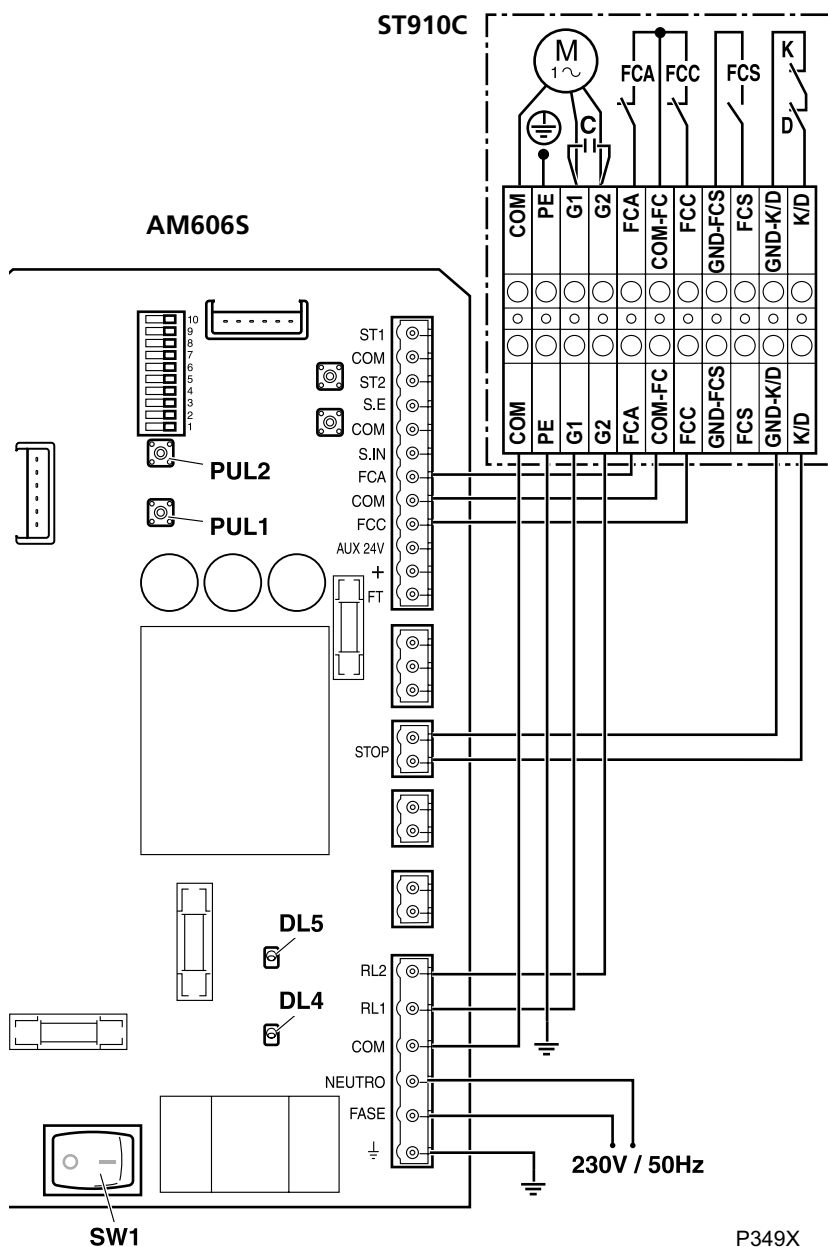 ST910C
M
1~
FCA
FCC
FCS
K
D
C
COM
PE
G1
G2
FCA
COM-FC
FCC
GND-FCS
FCS
GND-K/D
K/D
COM
PE
G1
G2
FCA
COM-FC
FCC
GND-FCS
FCS
GND-K/D
K/D
AM606S
10
9
8
7
6
5
4
3
2
1
PUL2
PUL1
ST1
COM
ST2
S.E
COM
S.IN
FCA
COM
FCC
AUX 24V
+
FT
STOP
DL5
DL4
RL2
RL1
COM
NEUTRO
FASE
230V / 50Hz
SW1
P349X